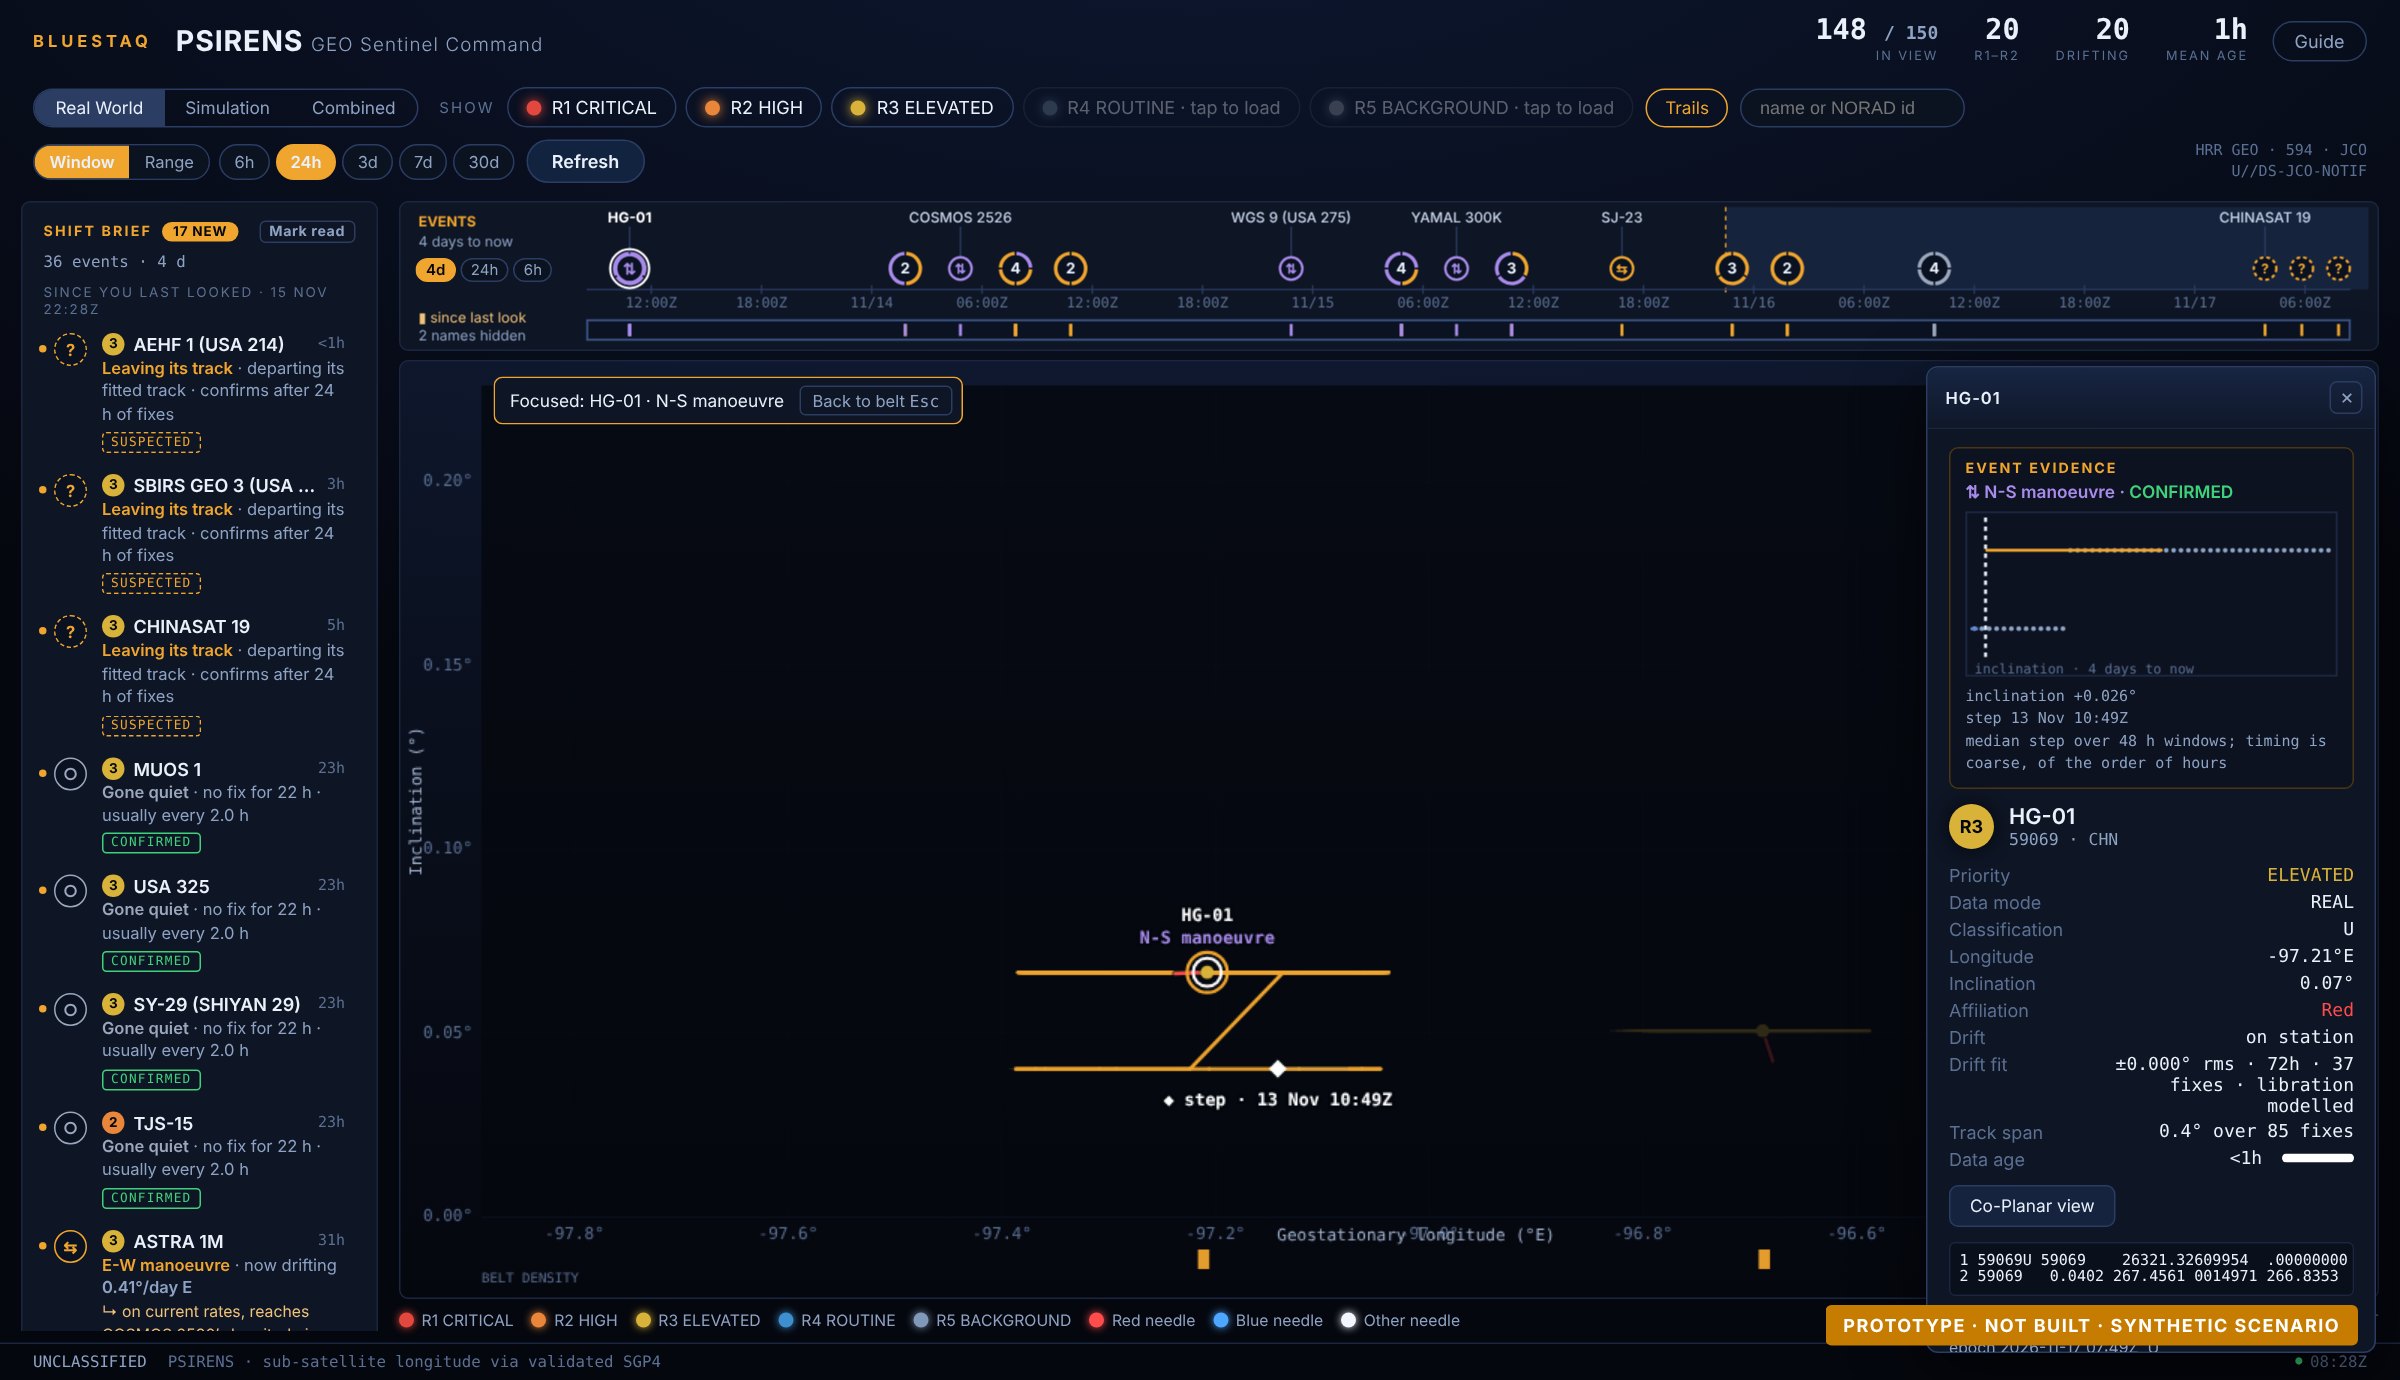 BLUESTAQ PSIRENS GEO Sentinel Command
148 / 150 IN VIEW
20 R1–R2
20 DRIFTING
1h MEAN AGE
Guide
Real World Simulation Combined SHOW R1 CRITICAL R2 HIGH R3 ELEVATED R4 ROUTINE · tap to load R5 BACKGROUND · tap to load Trails name or NORAD id
Window Range 6h 24h 3d 7d 30d Refresh
HRR GEO · 594 · JCO
U//DS-JCO-NOTIF
SHIFT BRIEF 17 NEW Mark read
36 events · 4 d
SINCE YOU LAST LOOKED · 15 NOV
22:28Z
? 3 AEHF 1 (USA 214) <1h
Leaving its track · departing its
fitted track · confirms after 24
h of fixes
SUSPECTED
? 3 SBIRS GEO 3 (USA ... 3h
Leaving its track · departing its
fitted track · confirms after 24
h of fixes
SUSPECTED
? 3 CHINASAT 19 5h
Leaving its track · departing its
fitted track · confirms after 24
h of fixes
SUSPECTED
3 MUOS 1 23h
Gone quiet · no fix for 22 h ·
usually every 2.0 h
CONFIRMED
3 USA 325 23h
Gone quiet · no fix for 22 h ·
usually every 2.0 h
CONFIRMED
3 SY-29 (SHIYAN 29) 23h
Gone quiet · no fix for 22 h ·
usually every 2.0 h
CONFIRMED
2 TJS-15 23h
Gone quiet · no fix for 22 h ·
usually every 2.0 h
CONFIRMED
⇆ 3 ASTRA 1M 31h
E-W manoeuvre · now drifting
0.41°/day E
↳ on current rates, reaches
EVENTS
4 days to now
4d 24h 6h
since last look
2 names hidden
HG-01 COSMOS 2526 WGS 9 (USA 275) YAMAL 300K SJ-23 CHINASAT 19
⇅ 2 ⇅ 4 2 ⇅ 4 ⇅ 3 ⇆ 3 2 4 ? ? ?
12:00Z 18:00Z 11/14 06:00Z 12:00Z 18:00Z 11/15 06:00Z 12:00Z 18:00Z 11/16 06:00Z 12:00Z 18:00Z 11/17 06:00Z
Focused: HG-01 · N-S manoeuvre Back to belt Esc
Inclination (°)
0.20°
0.15°
0.10°
0.05°
0.00°
HG-01
N-S manoeuvre
◆ step · 13 Nov 10:49Z
-97.8° -97.6° -97.4° -97.2° -96.8° -96.6°
Geostationary longitude (°E)
BELT DENSITY
HG-01 ×
EVENT EVIDENCE
⇅ N-S manoeuvre · CONFIRMED
inclination · 4 days to now
inclination +0.026°
step 13 Nov 10:49Z
median step over 48 h windows; timing is
coarse, of the order of hours
R3 HG-01
59069 · CHN
Priority ELEVATED
Data mode REAL
Classification U
Longitude -97.21°E
Inclination 0.07°
Affiliation Red
Drift on station
Drift fit ±0.000° rms · 72h · 37
fixes · libration
modelled
Track span 0.4° over 85 fixes
Data age <1h
Co-Planar view
1 59069U 59069 26321.32609954 .00000000
2 59069 0.0402 267.4561 0014971 266.8353
R1 CRITICAL R2 HIGH R3 ELEVATED R4 ROUTINE R5 BACKGROUND Red needle Blue needle Other needle
PROTOTYPE · NOT BUILT · SYNTHETIC SCENARIO
UNCLASSIFIED PSIRENS · sub-satellite longitude via validated SGP4
08:28Z